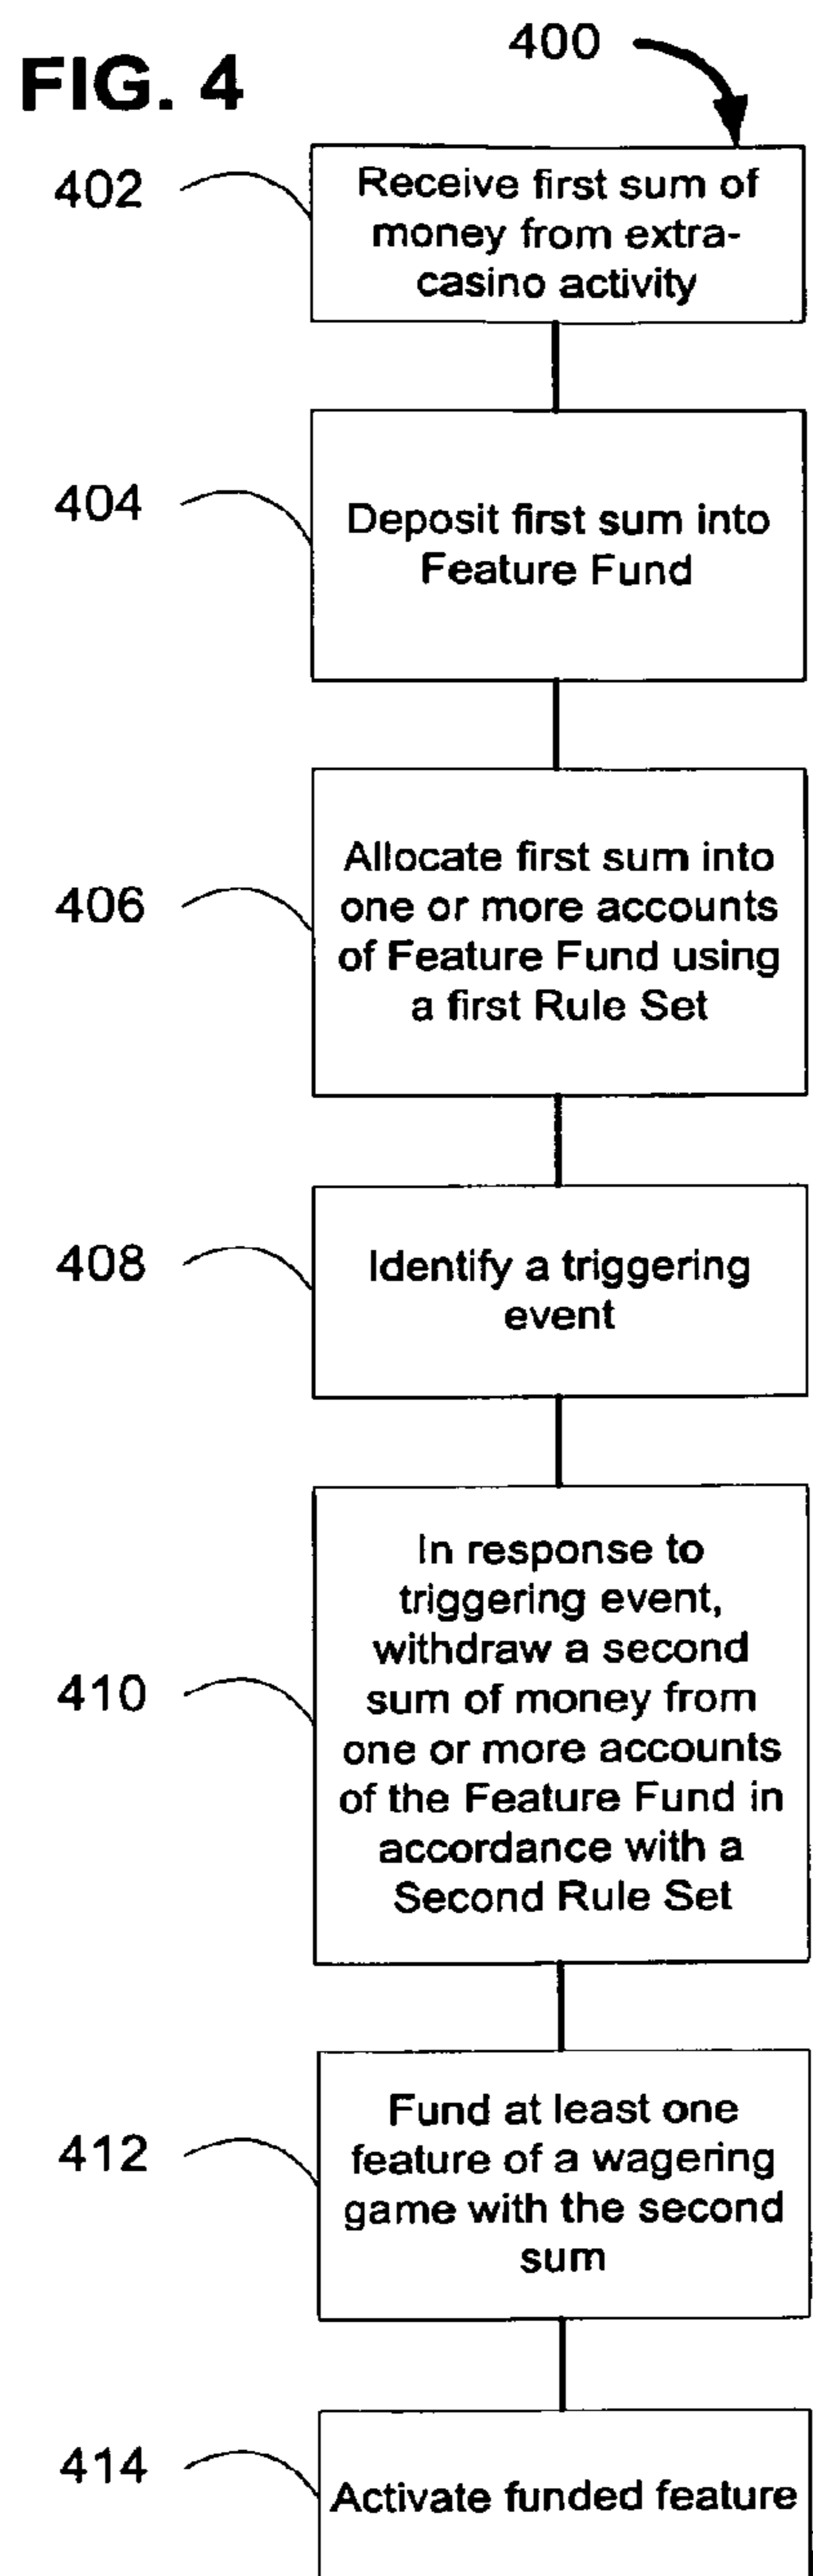 FIG. 4
400
402
Receive first sum of
money from extra-
casino activity
404
Deposit first sum into
Feature Fund
406
Allocate first sum into
one or more accounts
of Feature Fund using
a first Rule Set
408
Identify a triggering
event
410
In response to
triggering event,
withdraw a second
sum of money from
one or more accounts
of the Feature Fund in
accordance with a
Second Rule Set
412
Fund at least one
feature of a wagering
game with the second
sum
414
Activate funded feature